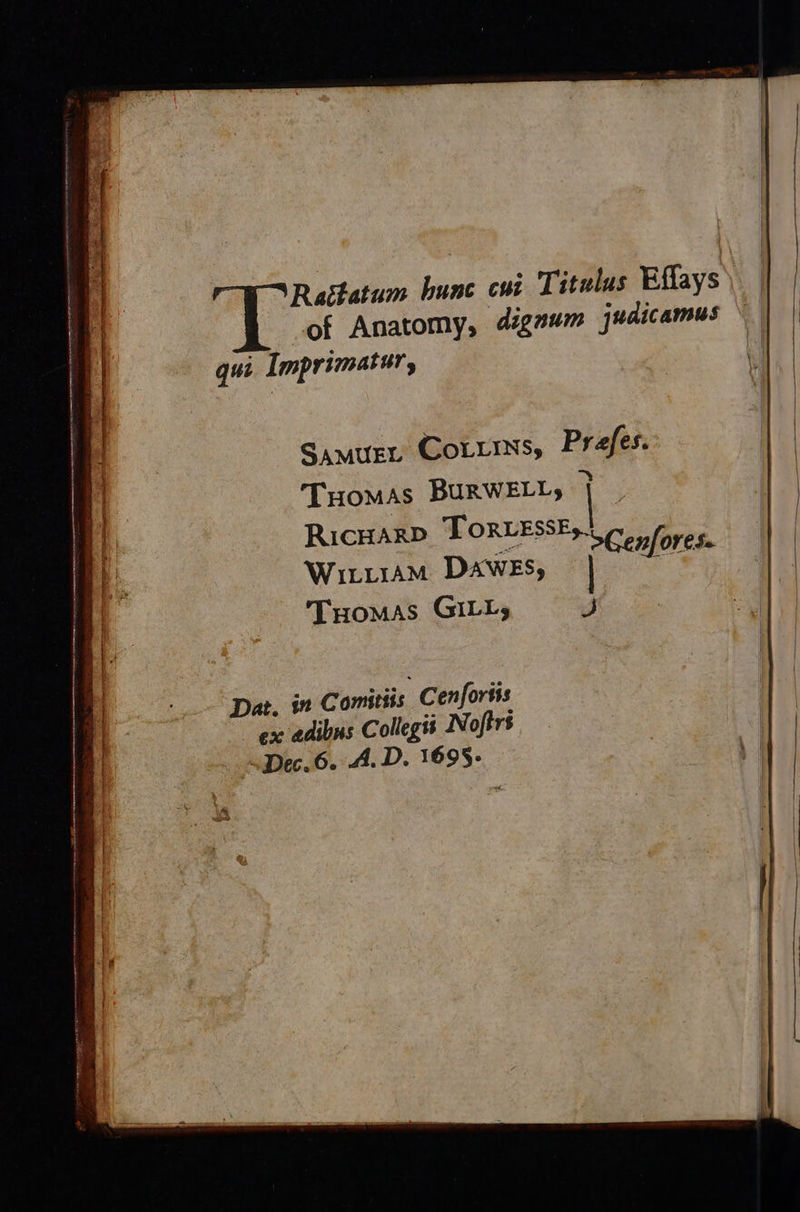 TRactatum hunc cui Titulus Essays
of Anatomy, dignum judicamus
qui Imprimatur,
SAMUEL COLLINS, Præses.
THOMAS BURWELL,
RICHARD TORLESSE, Censores.
WILLIAM DAWES,
THOMAS GILL,
Dat. in Comitiis Censoriis
ex ædibus Collegii Nostri
Dec. 6. A. D. 1695.